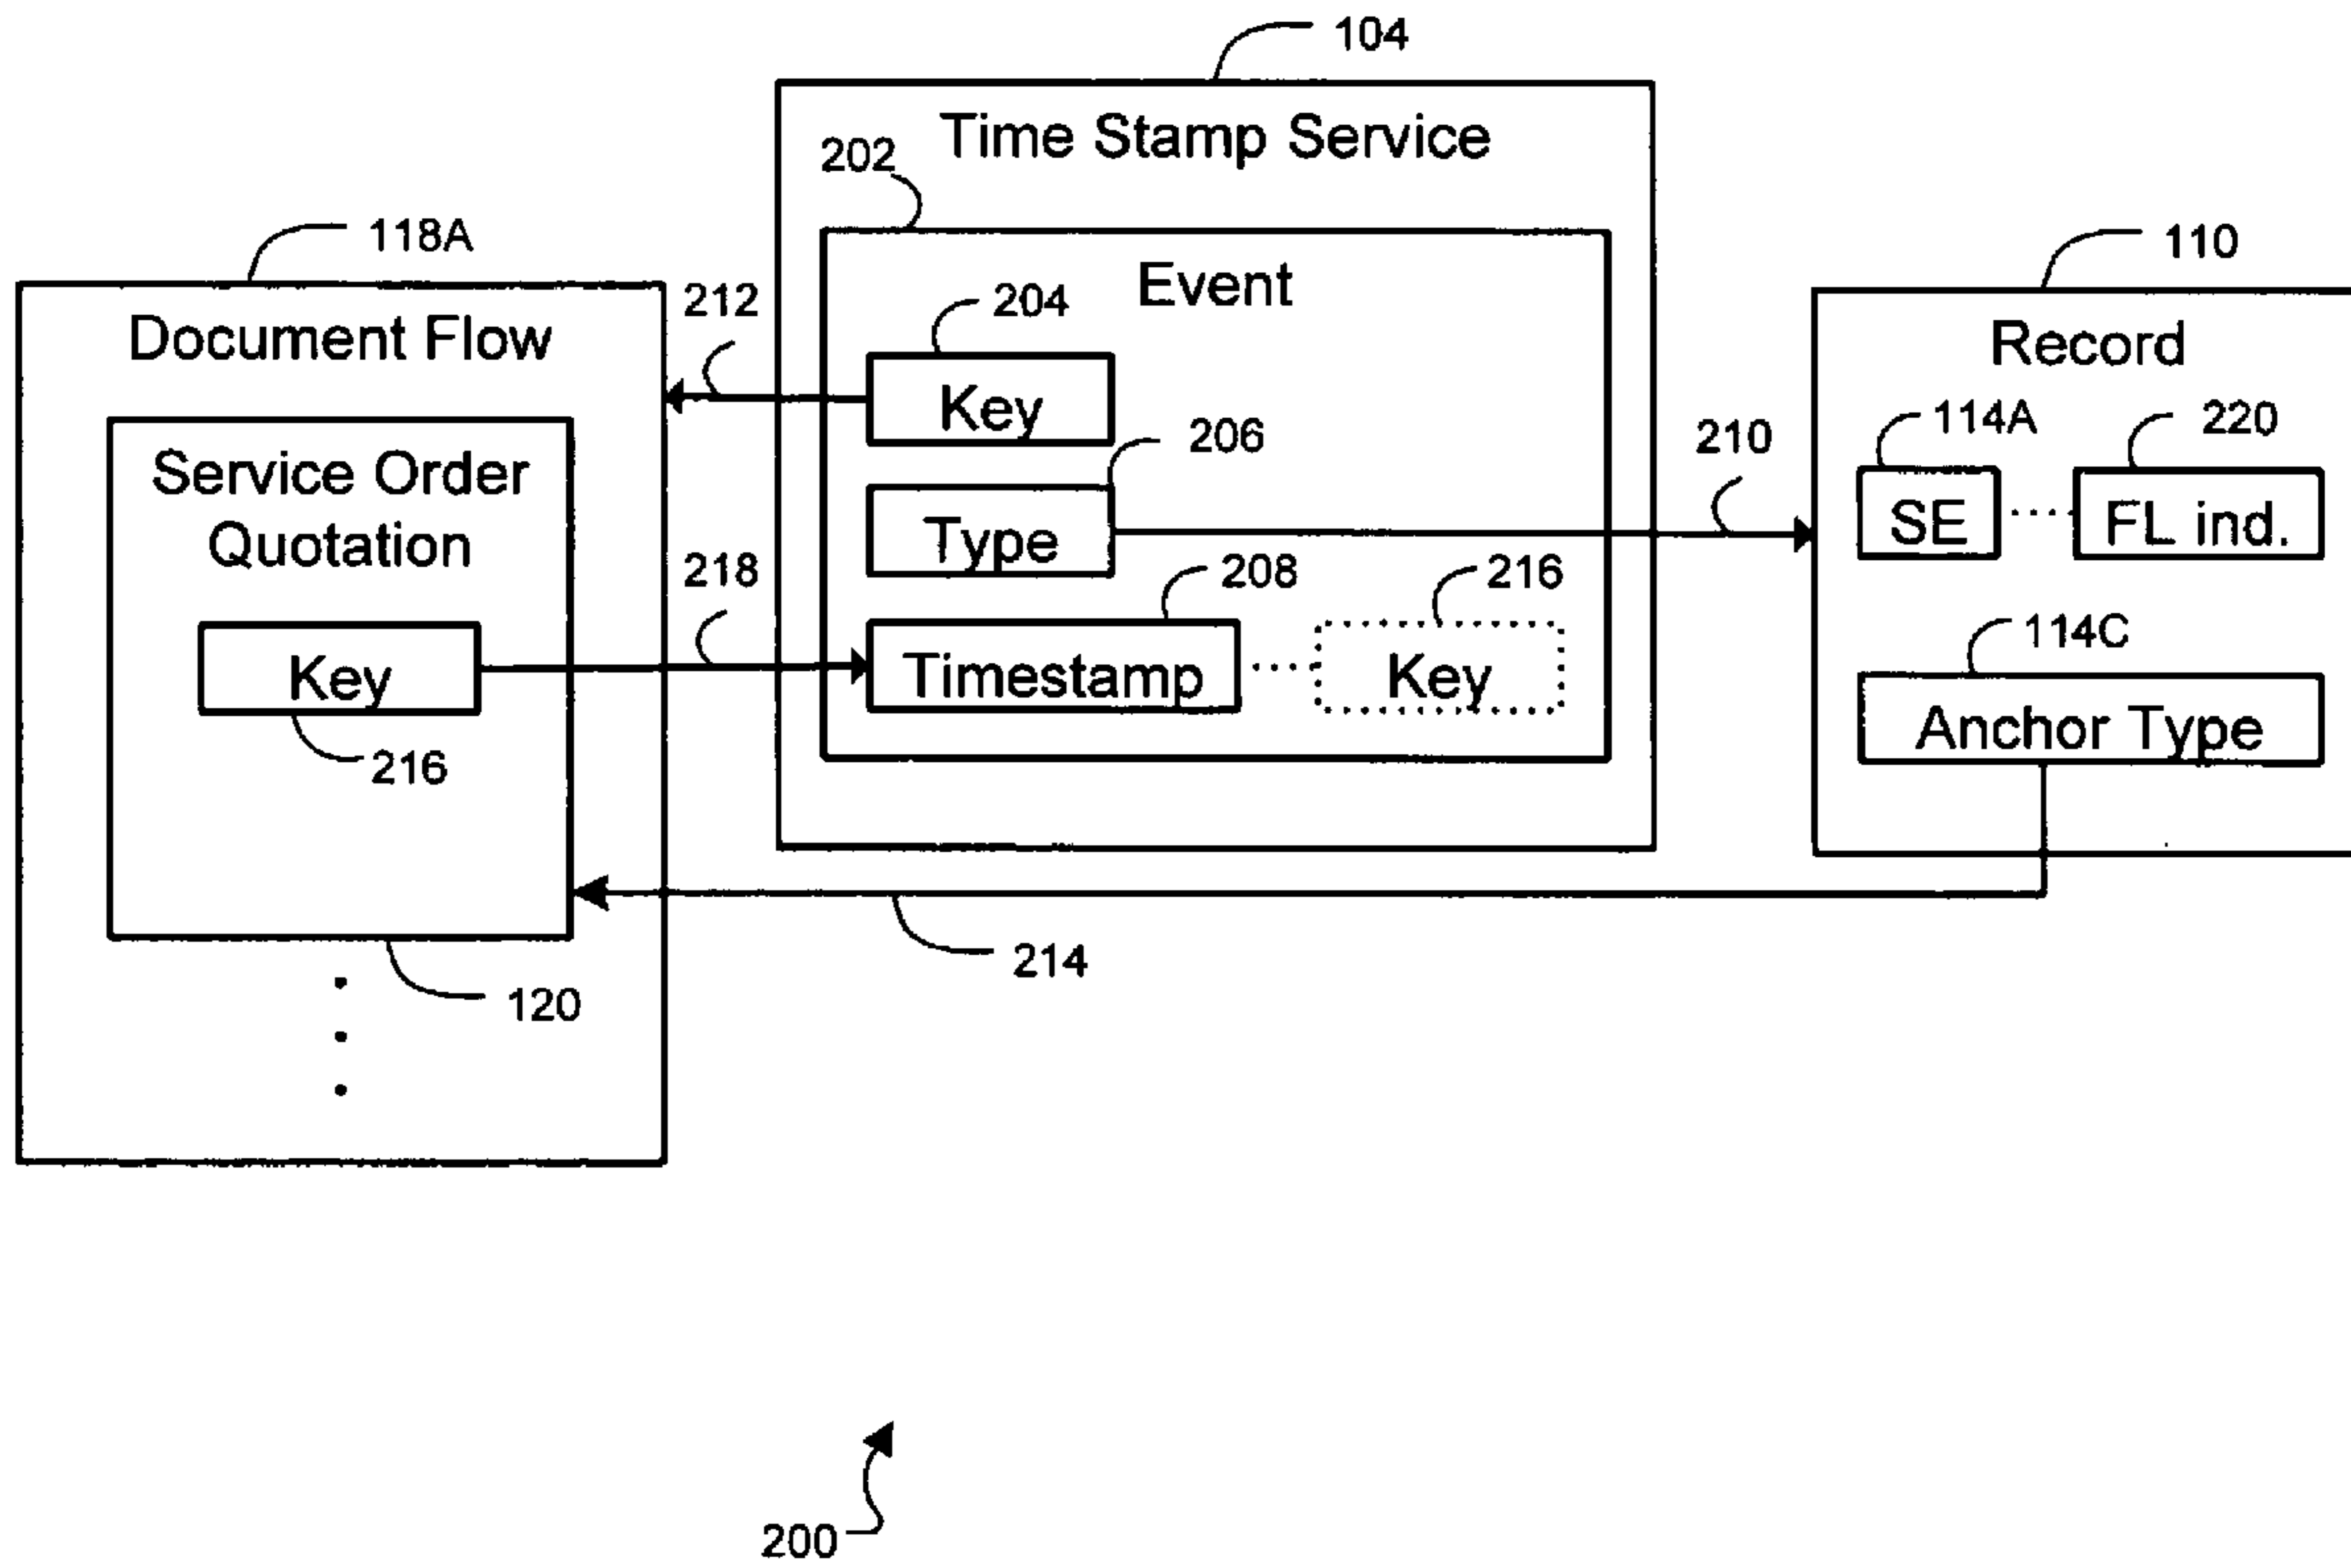 104
Time Stamp Service
202
118A
110
Event
212
204
Document Flow
Record
Key
114A
220
206
210
Service Order
Quotation
SE
FL ind.
Type
218
208
216
114C
Key
Timestamp
Key
Anchor Type
216
214
120
200